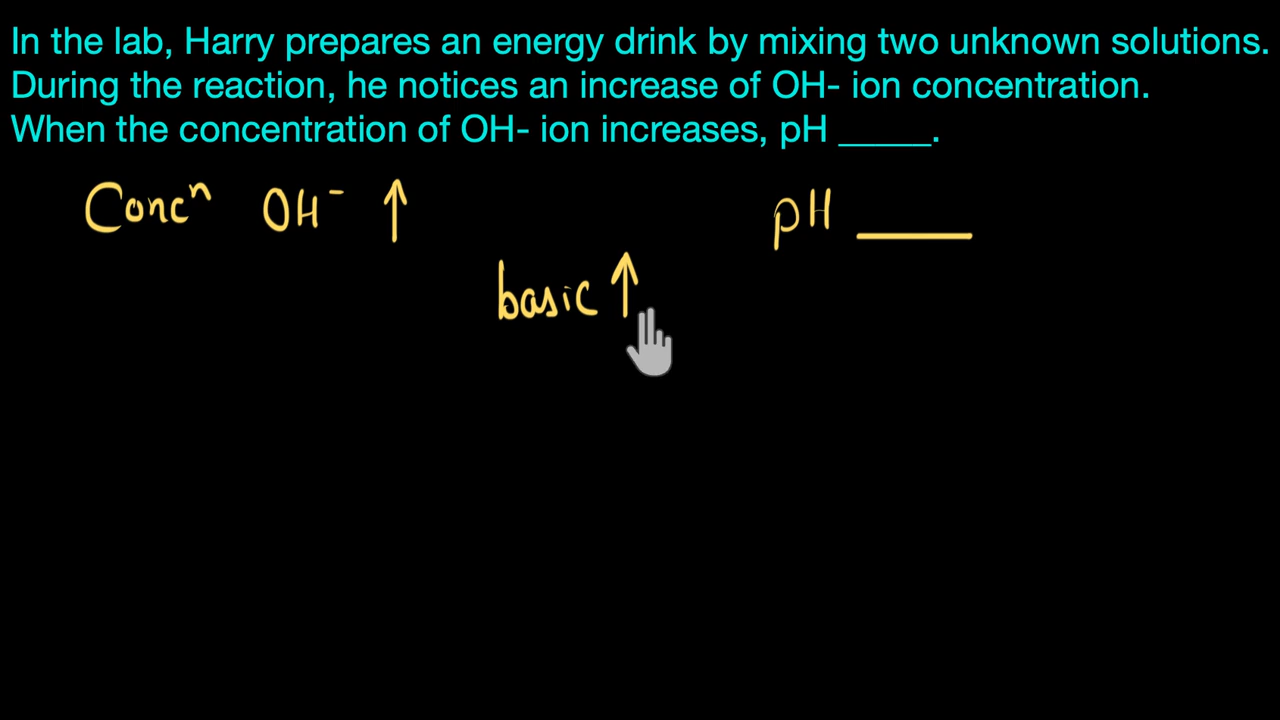 In the lab, Harry prepares an energy drink by mixing two unknown solutions.
During the reaction, he notices an increase of OH- ion concentration.
When the concentration of OH- ion increases, pH _____.
Concⁿ OH⁻ ↑ pH ____
basic ↑